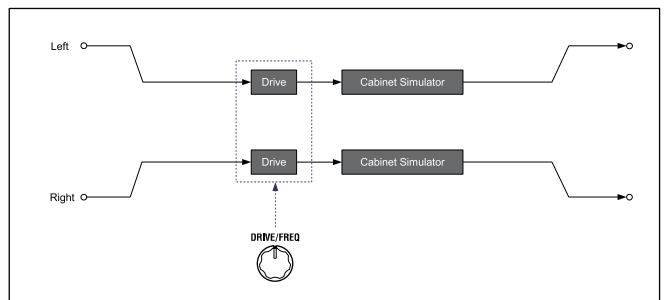 Left
Drive
Cabinet Simulator
Drive
Cabinet Simulator
Right
DRIVE/FREQ